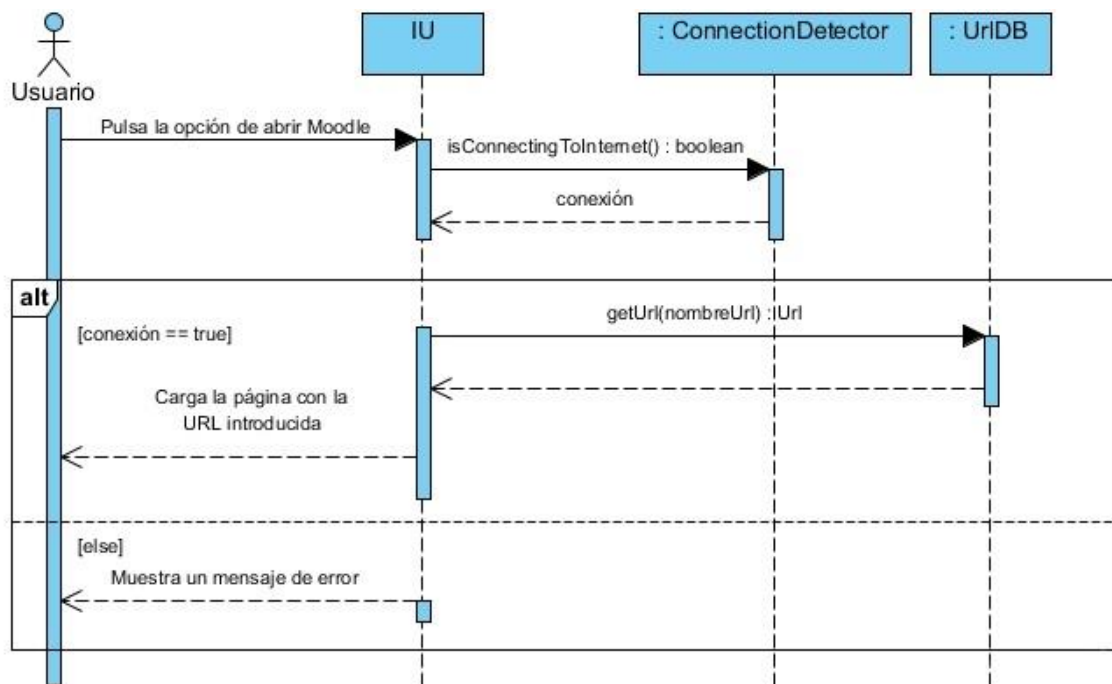 Usuario
IU
: ConnectionDetector
: UrlDB
Pulsa la opción de abrir Moodle
isConnectingToInternet() : boolean
conexión
alt
[conexión == true]
getUrl(nombreUrl) : IUrl
Carga la página con la
URL introducida
[else]
Muestra un mensaje de error